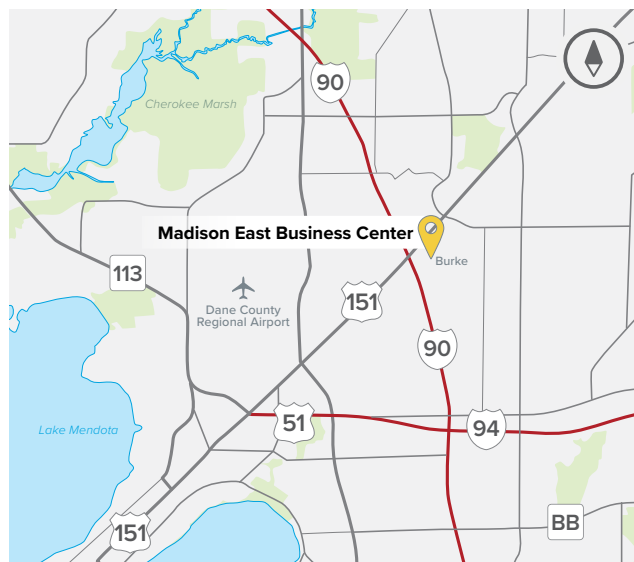 90
Cherokee Marsh
Madison East Business Center
Burke
113
Dane County
Regional Airport
151
90
51
94
Lake Mendota
151
BB